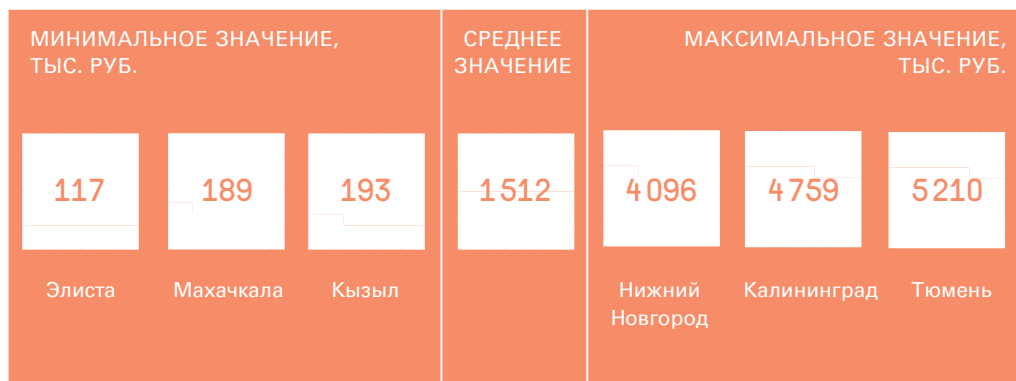 МИНИМАЛЬНОЕ ЗНАЧЕНИЕ,
ТЫС. РУБ.
СРЕДНЕЕ
ЗНАЧЕНИЕ
МАКСИМАЛЬНОЕ ЗНАЧЕНИЕ,
ТЫС. РУБ.
117
189
193
1 512
4 096
4 759
5 210
Элиста
Махачкала
Кызыл
Нижний
Новгород
Калининград
Тюмень